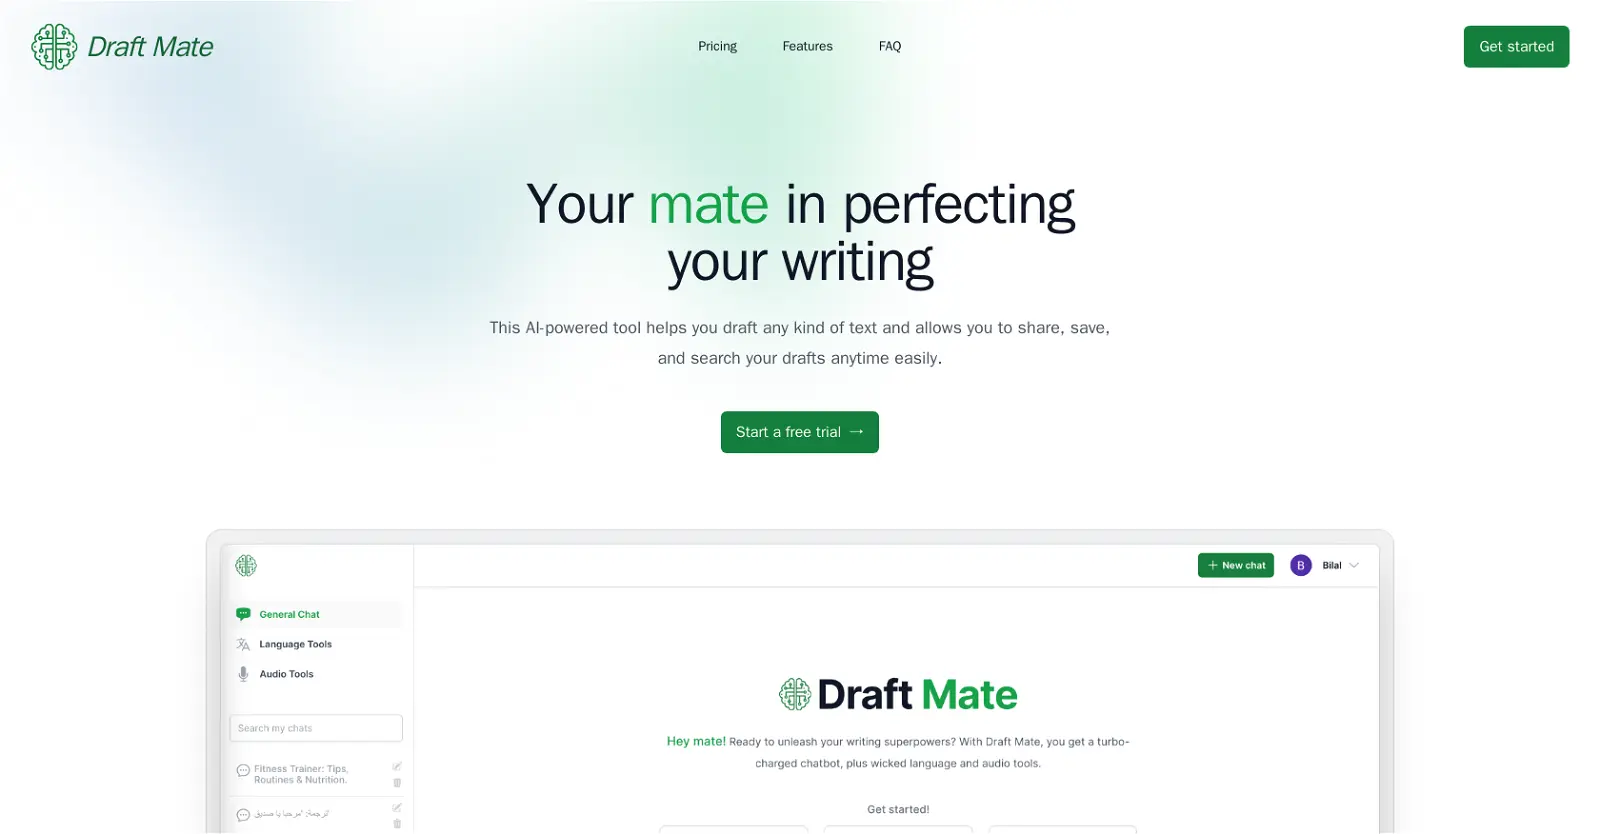 Draft Mate
Pricing
Features
FAQ
Get started
Your mate in perfecting
your writing
This AI-powered tool helps you draft any kind of text and allows you to share, save,
and search your drafts anytime easily.
Start a free trial →
+ New chat
B
Bilal
General Chat
Language Tools
Audio Tools
Search my chats
Fitness Trainer: Tips,
Routines & Nutrition.
ترجمة: "مرحبا يا صديق
Draft Mate
Hey mate! Ready to unleash your writing superpowers? With Draft Mate, you get a turbo-
charged chatbot, plus wicked language and audio tools.
Get started!